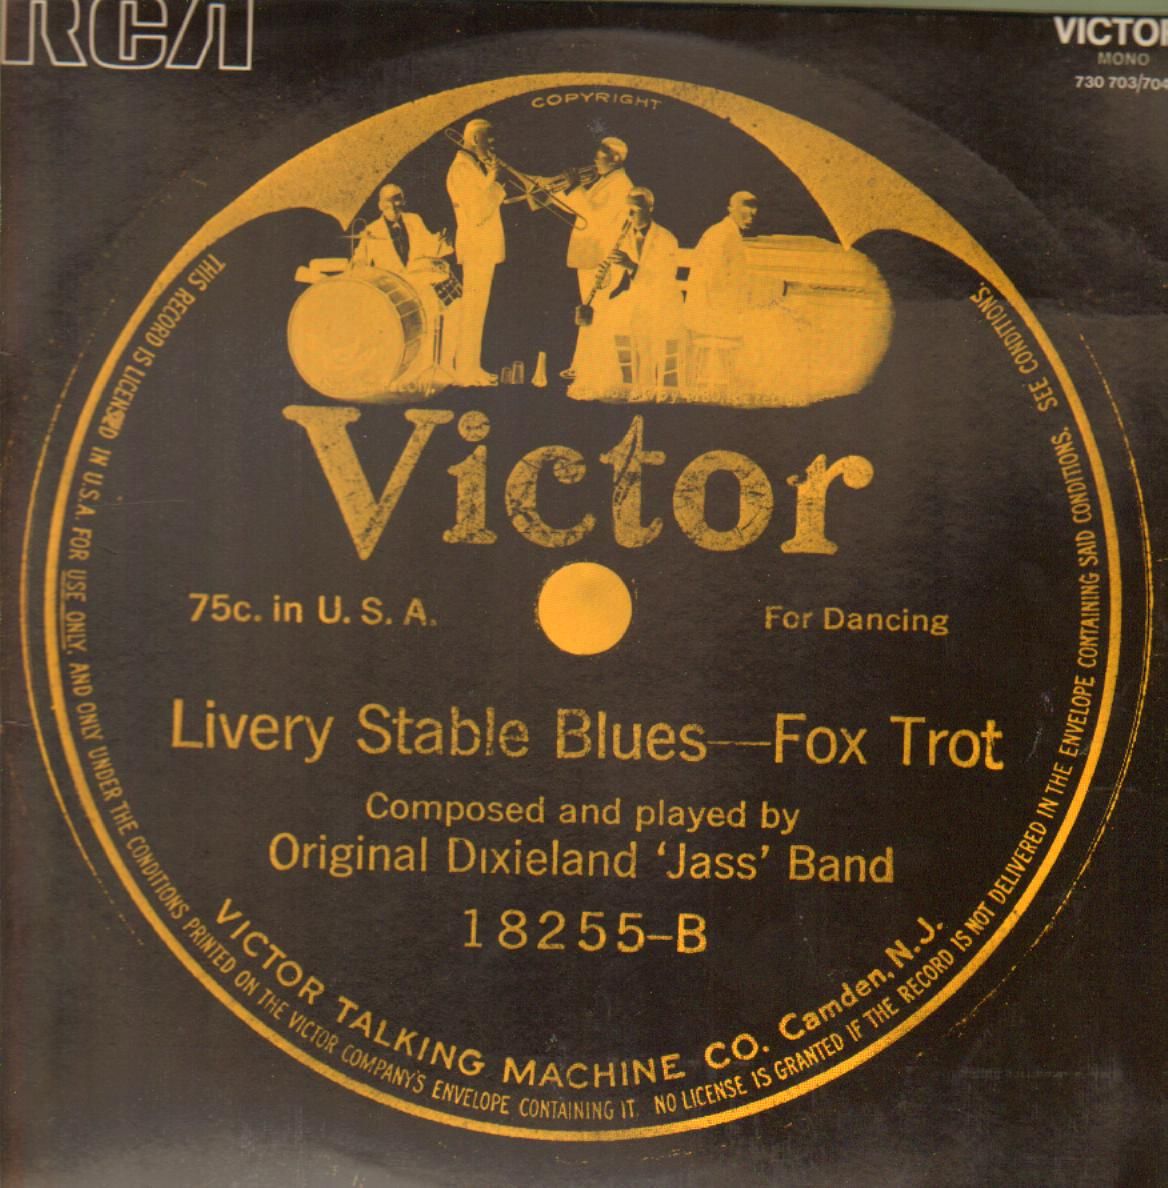 RCA
VICTOR
MONO
730 703/704
COPYRIGHT
Victor
75c. in U. S. A.
For Dancing
Livery Stable Blues—Fox Trot
Composed and played by
Original Dixieland ‘Jass’ Band
18255-B
VICTOR TALKING MACHINE CO. Camden, N. J.
THIS RECORD IS LICENSED IN U.S.A. FOR USE ONLY, AND ONLY UNDER THE CONDITIONS PRINTED ON THE VICTOR COMPANY'S ENVELOPE CONTAINING IT. NO LICENSE IS GRANTED IF THE RECORD IS NOT DELIVERED IN THE ENVELOPE CONTAINING SAID CONDITIONS. SEE CONDITIONS.